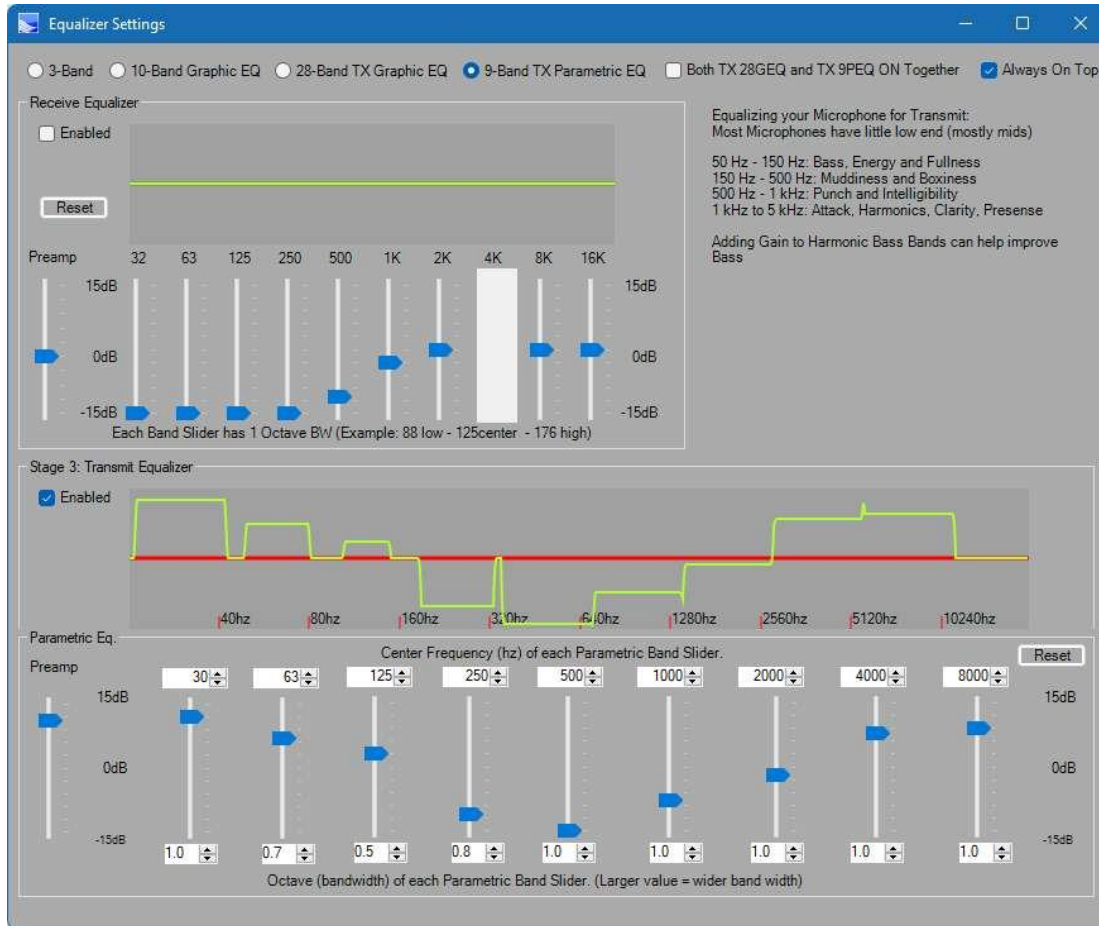 Equalizer Settings
3-Band 10-Band Graphic EQ 28-Band TX Graphic EQ 9-Band TX Parametric EQ Both TX 28GEQ and TX 9PEQ ON Together Always On Top
Receive Equalizer
Enabled
Reset
Preamp 32 63 125 250 500 1K 2K 4K 8K 16K
15dB 15dB
0dB 0dB
-15dB -15dB
Each Band Slider has 1 Octave BW (Example: 88 low - 125center - 176 high)
Equalizing your Microphone for Transmit:
Most Microphones have little low end (mostly mids)
50 Hz - 150 Hz: Bass, Energy and Fullness
150 Hz - 500 Hz: Muddiness and Boxiness
500 Hz - 1 kHz: Punch and Intelligibility
1 kHz to 5 kHz: Attack, Harmonics, Clarity, Presense
Adding Gain to Harmonic Bass Bands can help improve
Bass
Stage 3: Transmit Equalizer
Enabled
40hz 80hz 160hz 320hz 640hz 1280hz 2560hz 5120hz 10240hz
Parametric Eq.
Center Frequency (hz) of each Parametric Band Slider.
Reset
Preamp 30 63 125 250 500 1000 2000 4000 8000
15dB 15dB
0dB 0dB
-15dB -15dB
1.0 0.7 0.5 0.8 1.0 1.0 1.0 1.0 1.0
Octave (bandwidth) of each Parametric Band Slider. (Larger value = wider band width)